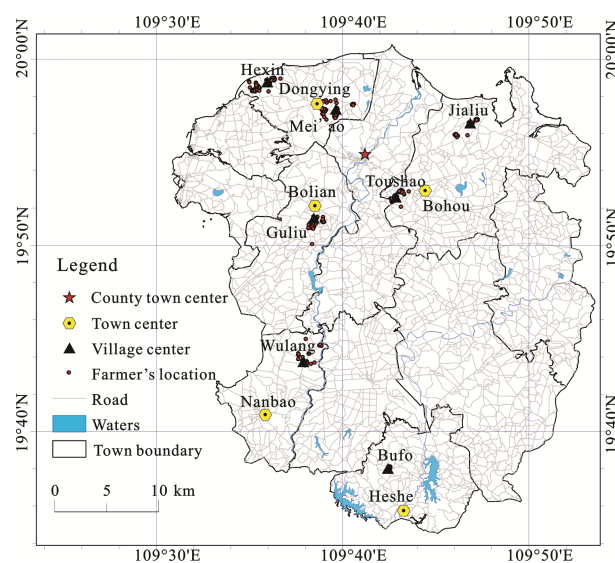 109°30'E 109°40'E 109°50'E
20°00'N 20°00'N
Hexin
Dongying
Mei'ao
Jialiu
Toushao
Bolian
Bohou
Guliu
19°50'N 19°50'N
Legend
County town center
Town center
Village center
Farmer's location
Road
Waters
Town boundary
0 5 10 km
Wulang
Nanbao
19°40'N 19°40'N
Bufo
Heshe
109°30'E 109°40'E 109°50'E